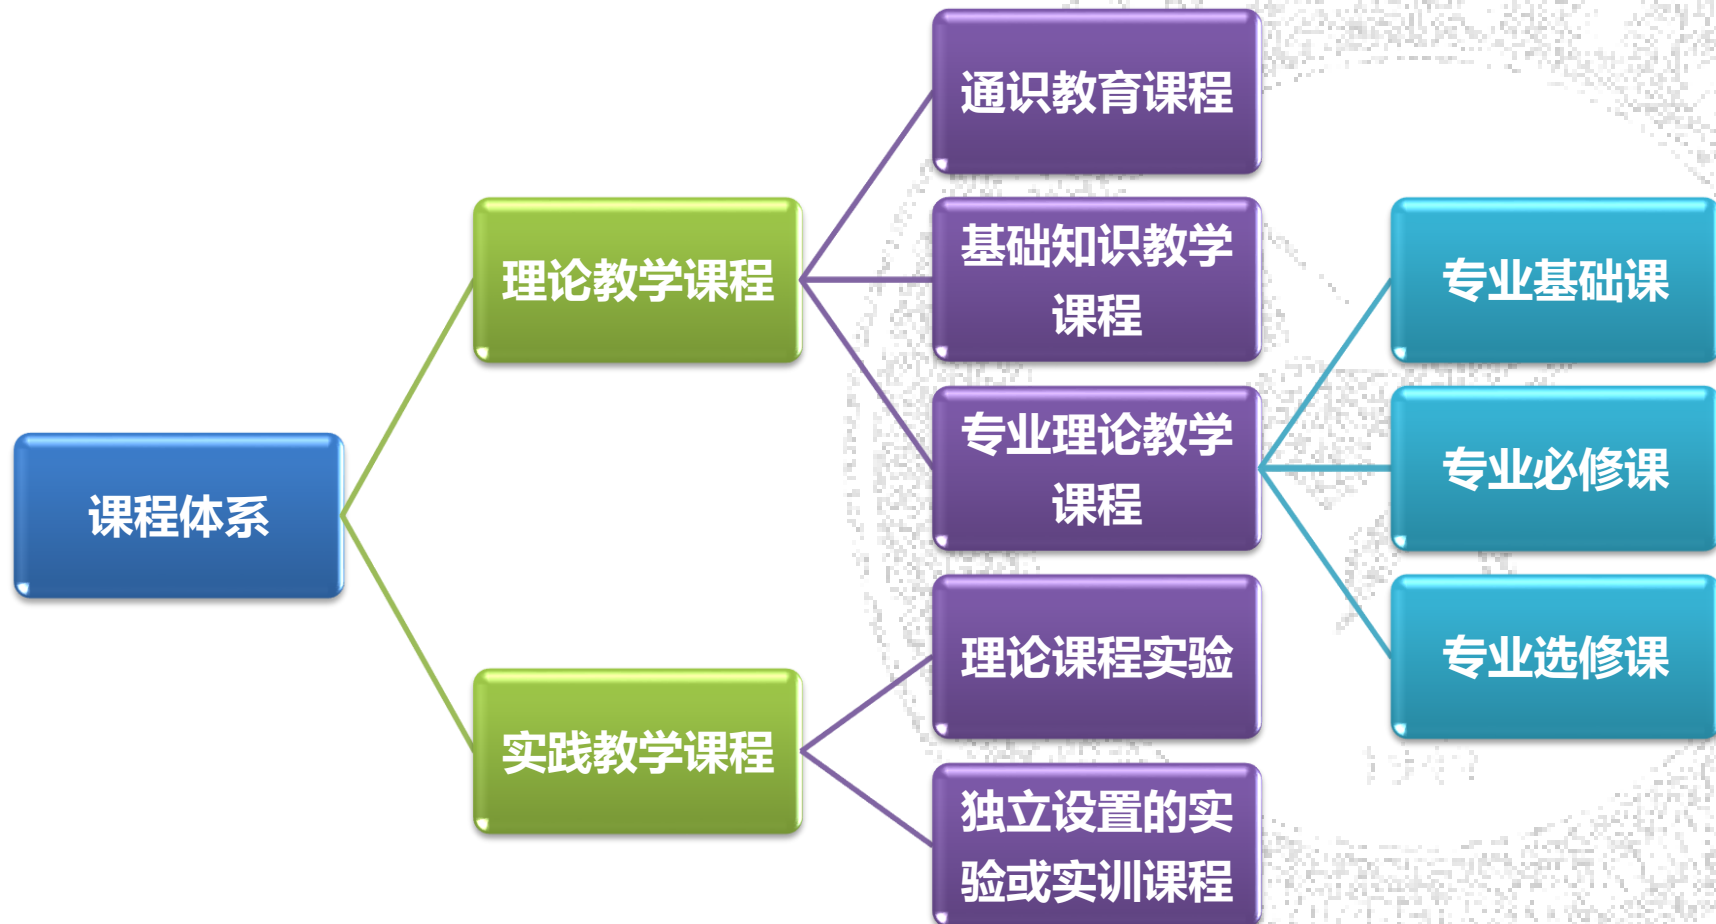 课程体系
理论教学课程
实践教学课程
通识教育课程
基础知识教学
课程
专业理论教学
课程
理论课程实验
独立设置的实
验或实训课程
专业基础课
专业必修课
专业选修课